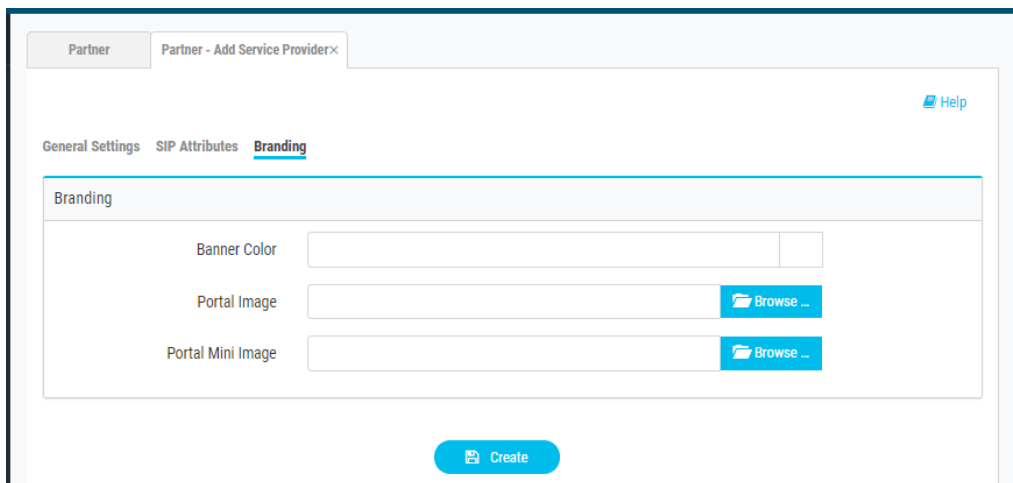 Partner Partner - Add Service Provider×
Help
General Settings SIP Attributes Branding
Branding
Banner Color
Portal Image Browse ...
Portal Mini Image Browse ...
Create